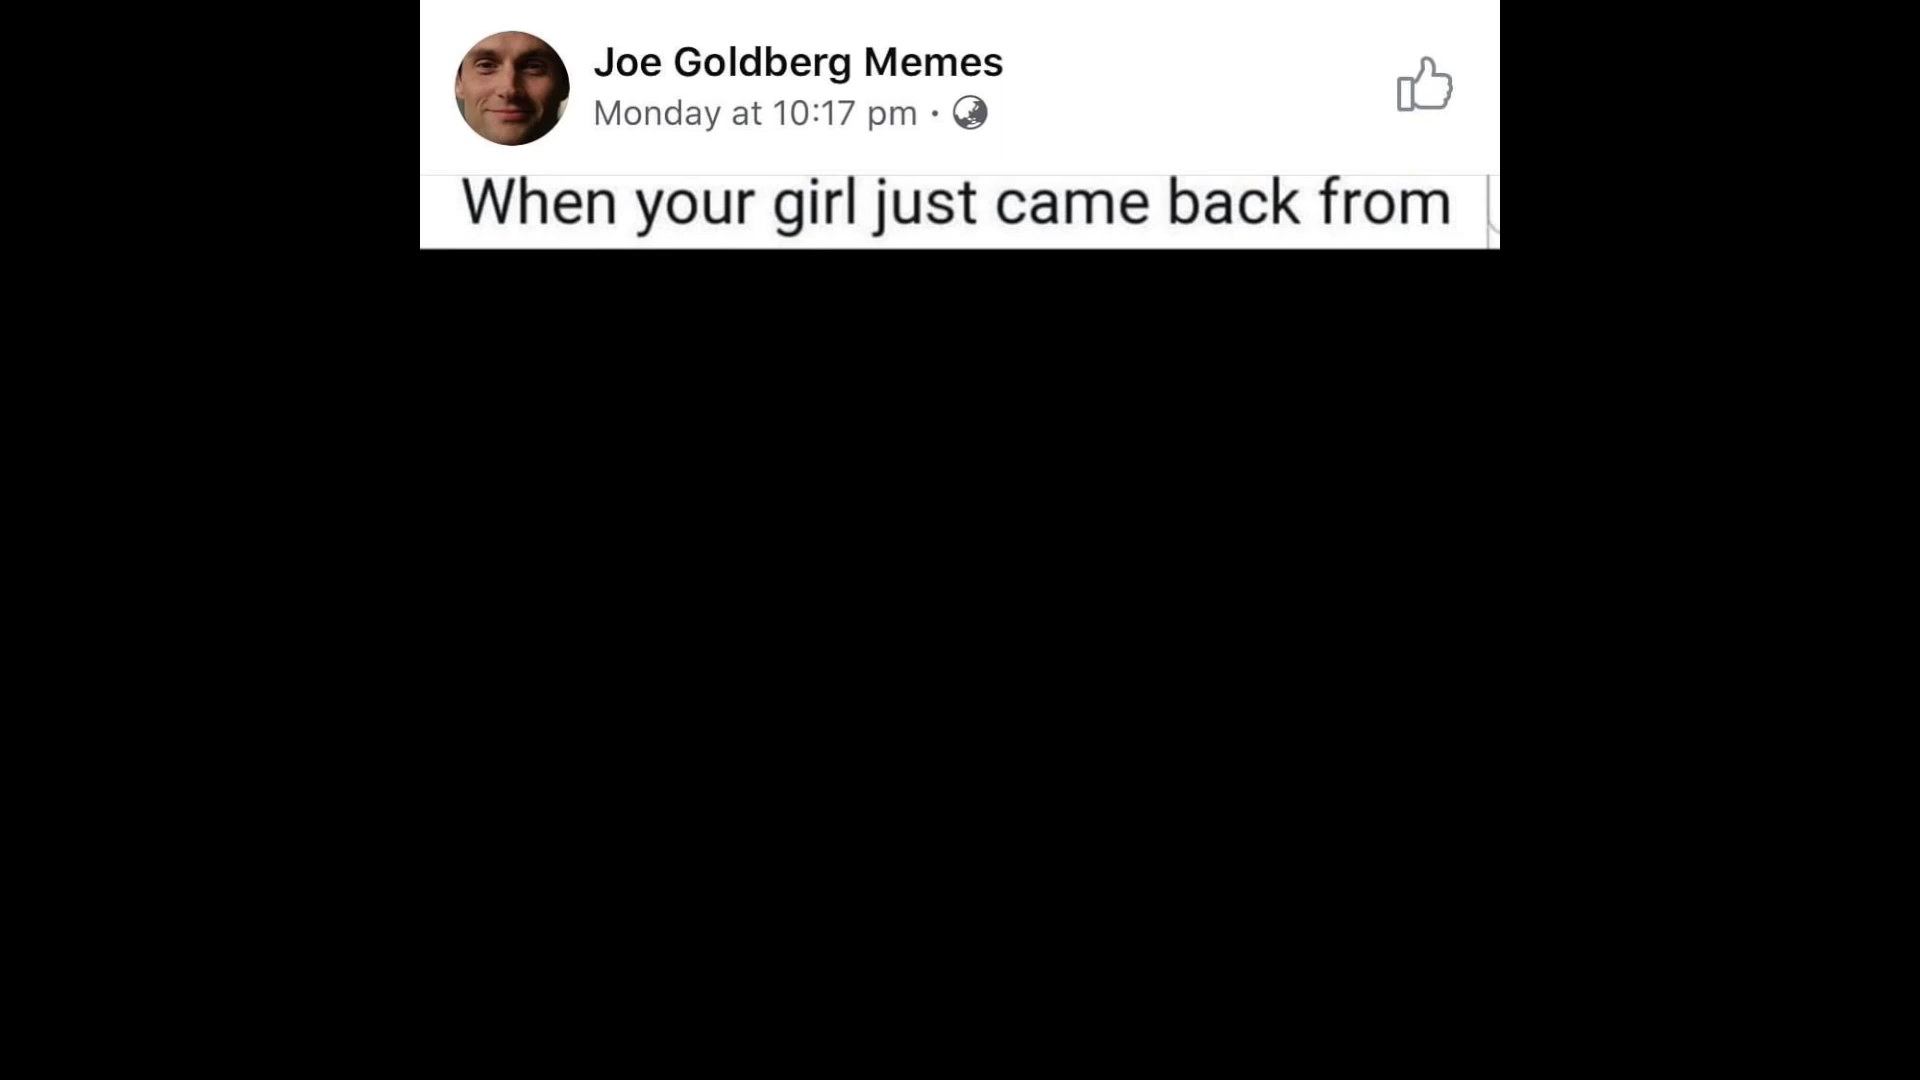 Joe Goldberg Memes
Monday at 10:17 pm ·
When your girl just came back from